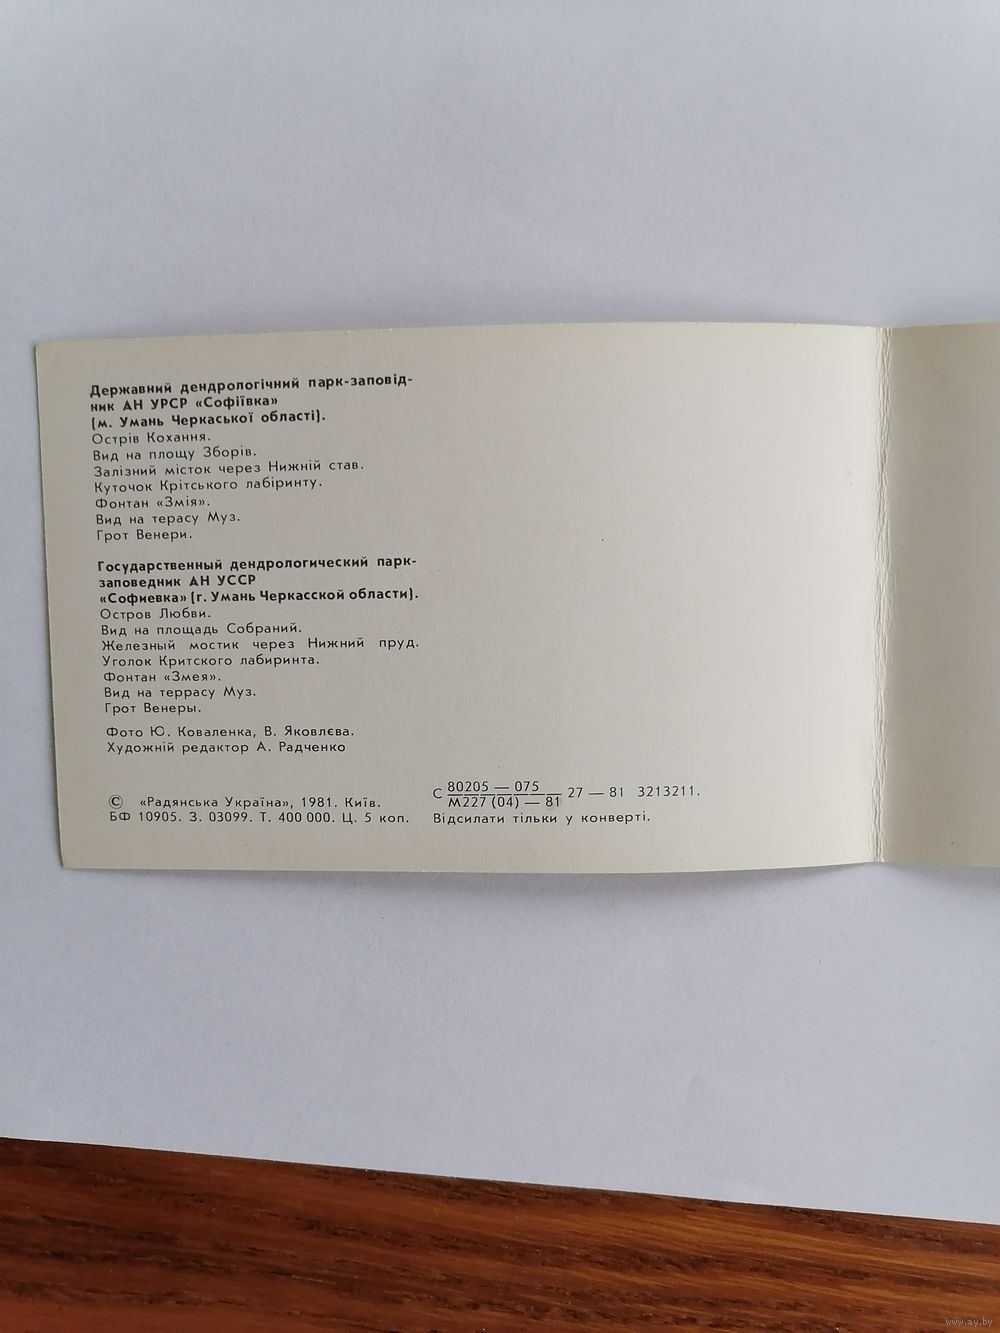 Державний дендрологічний парк-заповід-
ник АН УРСР «Софіївка»
(м. Умань Черкаської області).
Острів Кохання.
Вид на площу Зборів.
Залізний місток через Нижній став.
Куточок Крітського лабіринту.
Фонтан «Змія».
Вид на терасу Муз.
Грот Венери.
Государственный дендрологический парк-
заповедник АН УССР
«Софиевка» (г. Умань Черкасской области).
Остров Любви.
Вид на площадь Собраний.
Железный мостик через Нижний пруд.
Уголок Критского лабиринта.
Фонтан «Змея».
Вид на террасу Муз.
Грот Венеры.
Фото Ю. Коваленка, В. Яковлєва.
Художній редактор А. Радченко
© «Радянська Україна», 1981. Київ.
БФ 10905. З. 03099. Т. 400 000. Ц. 5 коп.
С 80205 — 075 / М227 (04) — 81 27 — 81 3213211.
Відсилати тільки у конверті.
www.ay.by